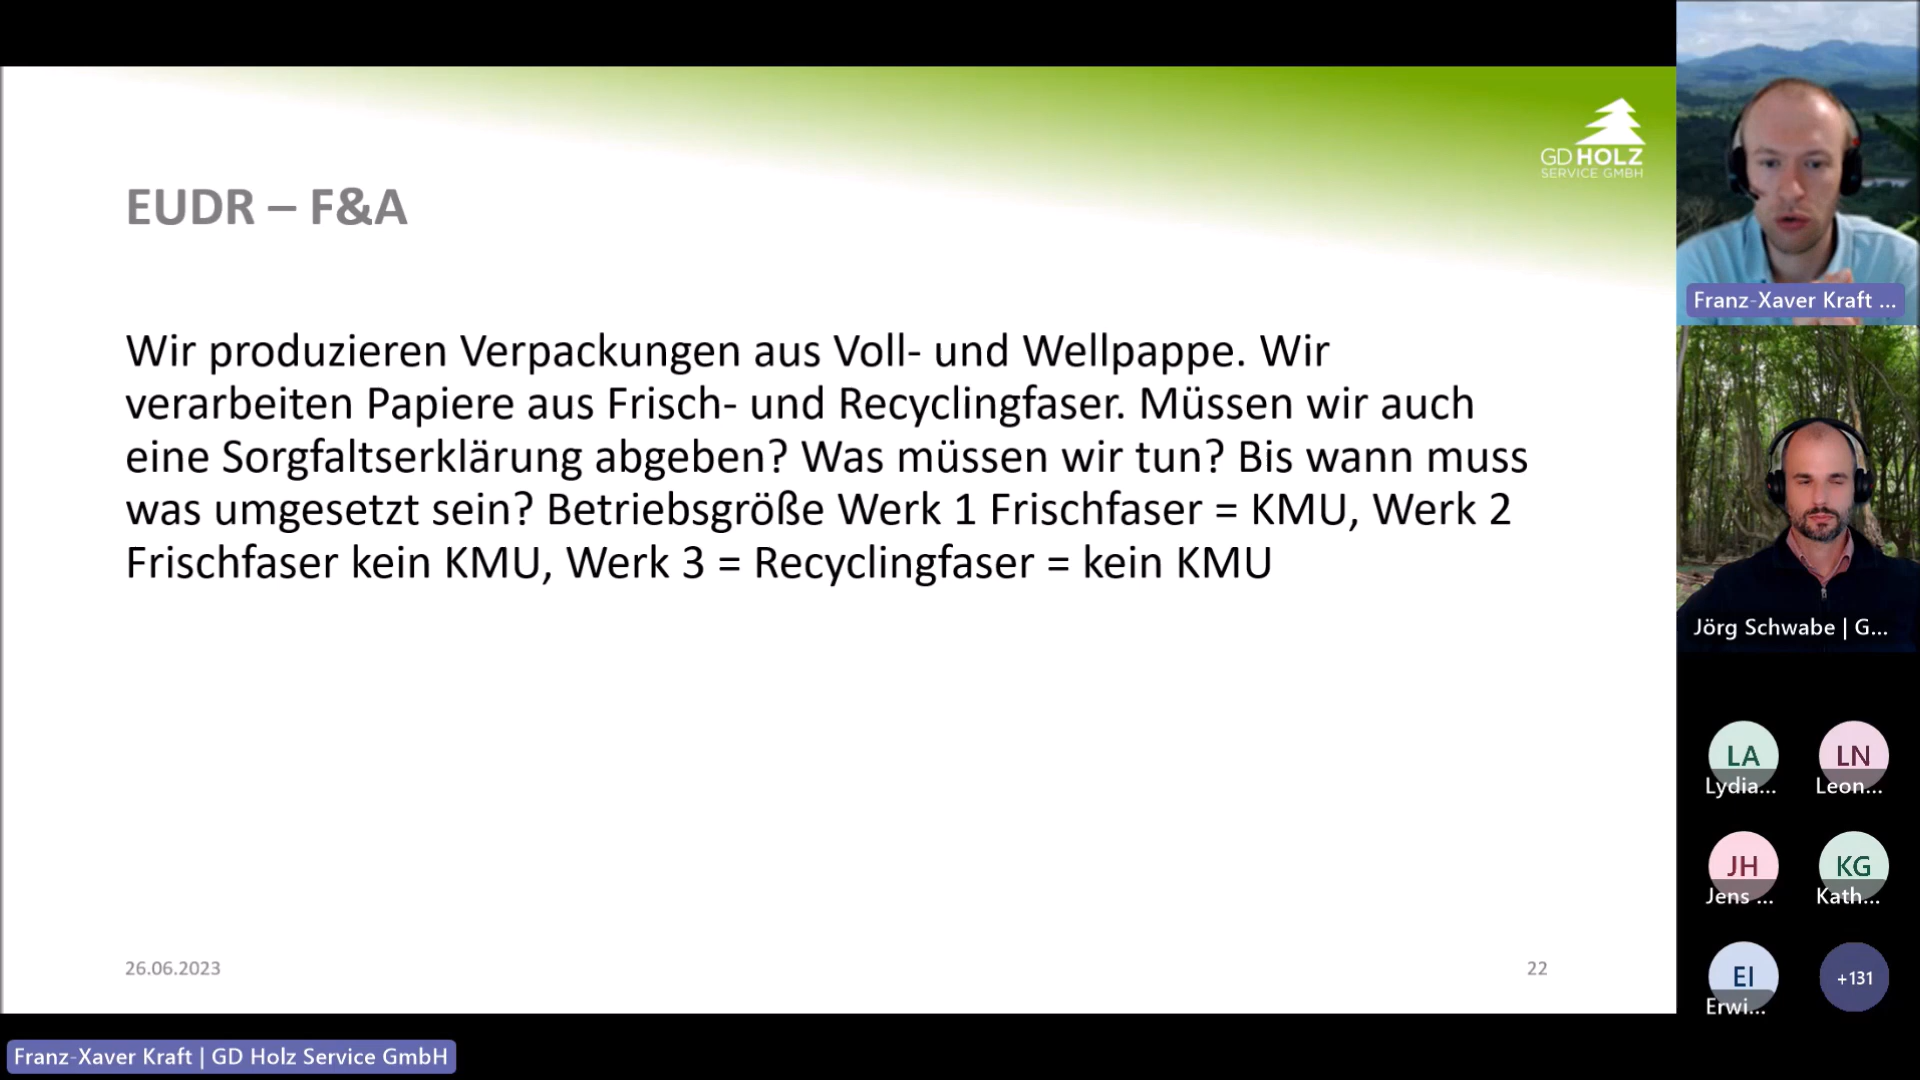 GD HOLZ
SERVICE GMBH
EUDR – F&A
Wir produzieren Verpackungen aus Voll- und Wellpappe. Wir
verarbeiten Papiere aus Frisch- und Recyclingfaser. Müssen wir auch
eine Sorgfaltserklärung abgeben? Was müssen wir tun? Bis wann muss
was umgesetzt sein? Betriebsgröße Werk 1 Frischfaser = KMU, Werk 2
Frischfaser kein KMU, Werk 3 = Recyclingfaser = kein KMU
26.06.2023
22
Franz-Xaver Kraft | GD Holz Service GmbH
Franz-Xaver Kraft ...
Jörg Schwabe | G...
LA
Lydia...
LN
Leon...
JH
Jens ...
KG
Kath...
EI
Erwi...
+131